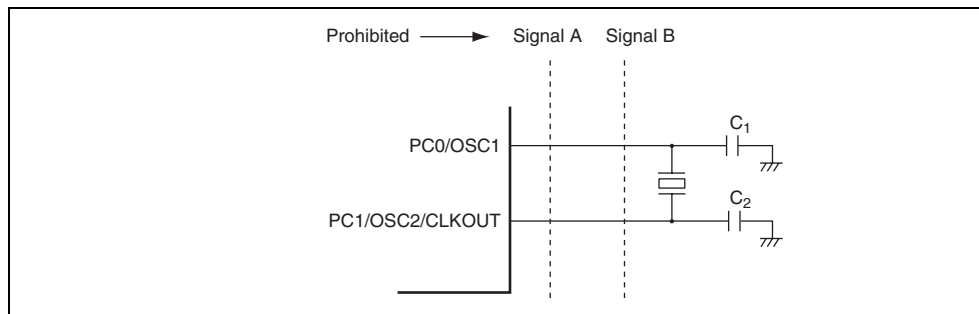 Prohibited Signal A Signal B
PC0/OSC1
C1
PC1/OSC2/CLKOUT
C2